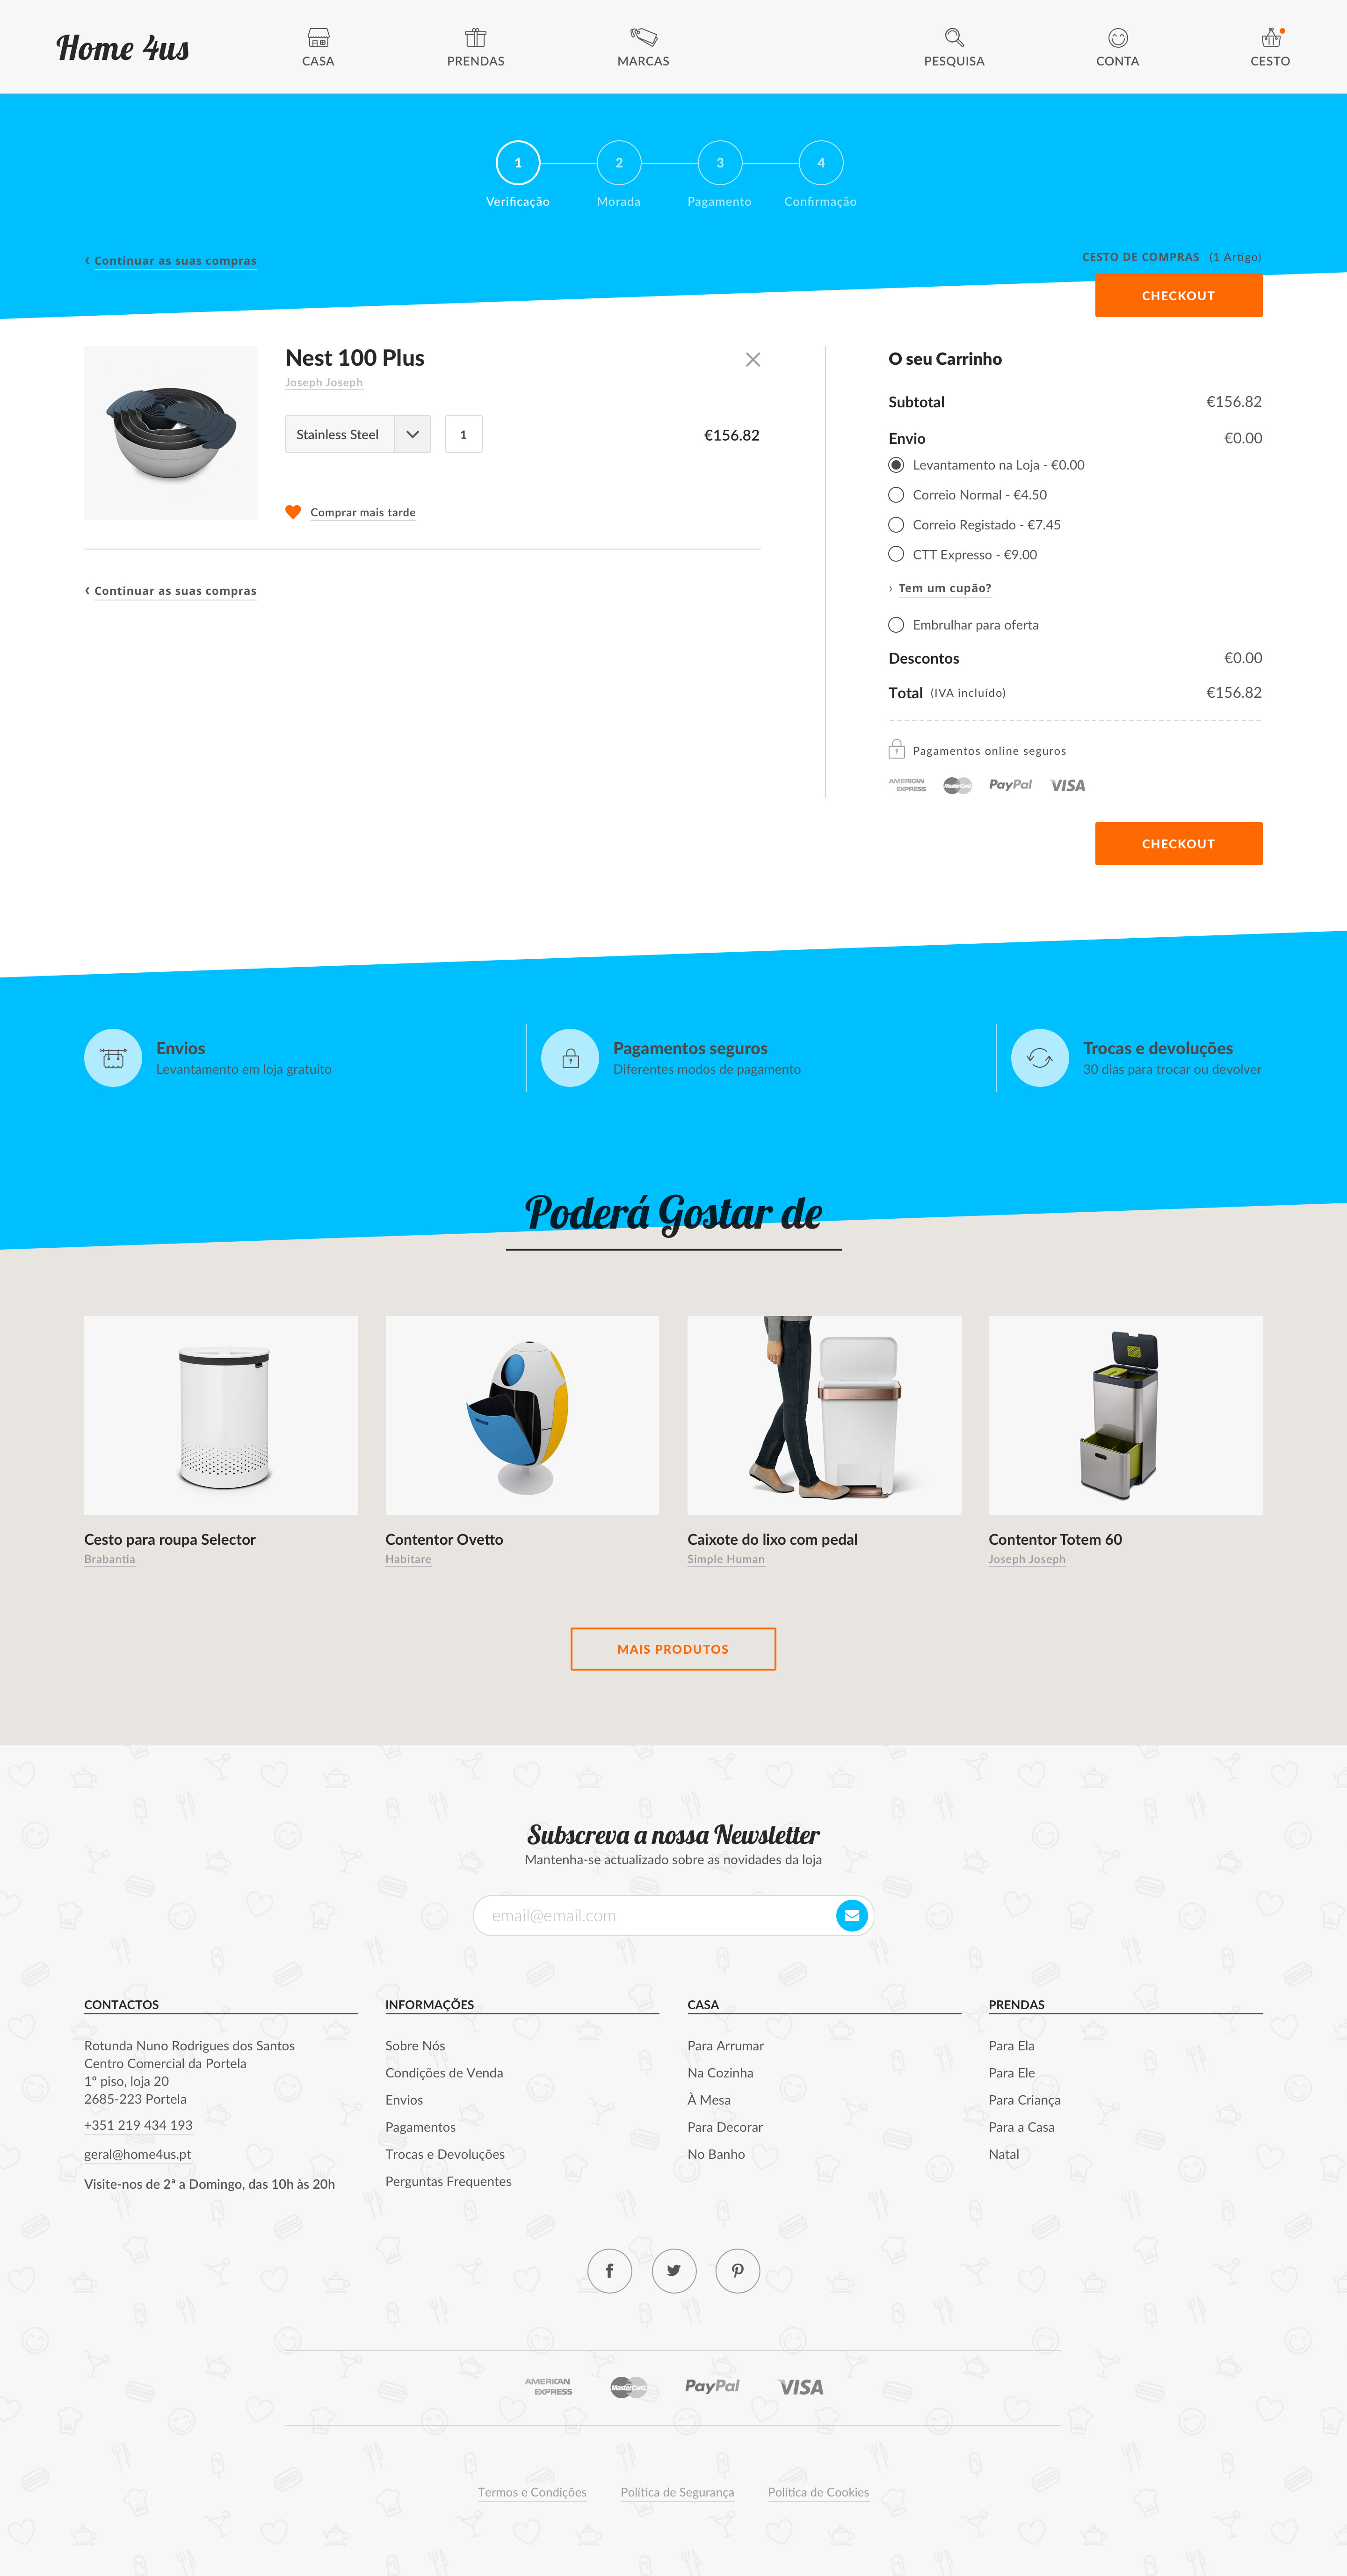 Home 4us
CASA
PRENDAS
MARCAS
PESQUISA
CONTA
CESTO
1
2
3
4
Verificação
Morada
Pagamento
Confirmação
‹ Continuar as suas compras
CESTO DE COMPRAS (1 Artigo)
CHECKOUT
Nest 100 Plus
Joseph Joseph
Stainless Steel
1
€156.82
Comprar mais tarde
‹ Continuar as suas compras
O seu Carrinho
Subtotal €156.82
Envio €0.00
Levantamento na Loja - €0.00
Correio Normal - €4.50
Correio Registado - €7.45
CTT Expresso - €9.00
› Tem um cupão?
Embrulhar para oferta
Descontos €0.00
Total (IVA incluído) €156.82
Pagamentos online seguros
AMERICAN EXPRESS
MasterCard
PayPal
VISA
CHECKOUT
Envios
Levantamento em loja gratuito
Pagamentos seguros
Diferentes modos de pagamento
Trocas e devoluções
30 dias para trocar ou devolver
Poderá Gostar de
Cesto para roupa Selector
Brabantia
Contentor Ovetto
Habitare
Caixote do lixo com pedal
Simple Human
Contentor Totem 60
Joseph Joseph
MAIS PRODUTOS
Subscreva a nossa Newsletter
Mantenha-se actualizado sobre as novidades da loja
email@email.com
CONTACTOS
Rotunda Nuno Rodrigues dos Santos
Centro Comercial da Portela
1º piso, loja 20
2685-223 Portela
+351 219 434 193
geral@home4us.pt
Visite-nos de 2ª a Domingo, das 10h às 20h
INFORMAÇÕES
Sobre Nós
Condições de Venda
Envios
Pagamentos
Trocas e Devoluções
Perguntas Frequentes
CASA
Para Arrumar
Na Cozinha
À Mesa
Para Decorar
No Banho
PRENDAS
Para Ela
Para Ele
Para Criança
Para a Casa
Natal
AMERICAN EXPRESS
MasterCard
PayPal
VISA
Termos e Condições
Política de Segurança
Política de Cookies